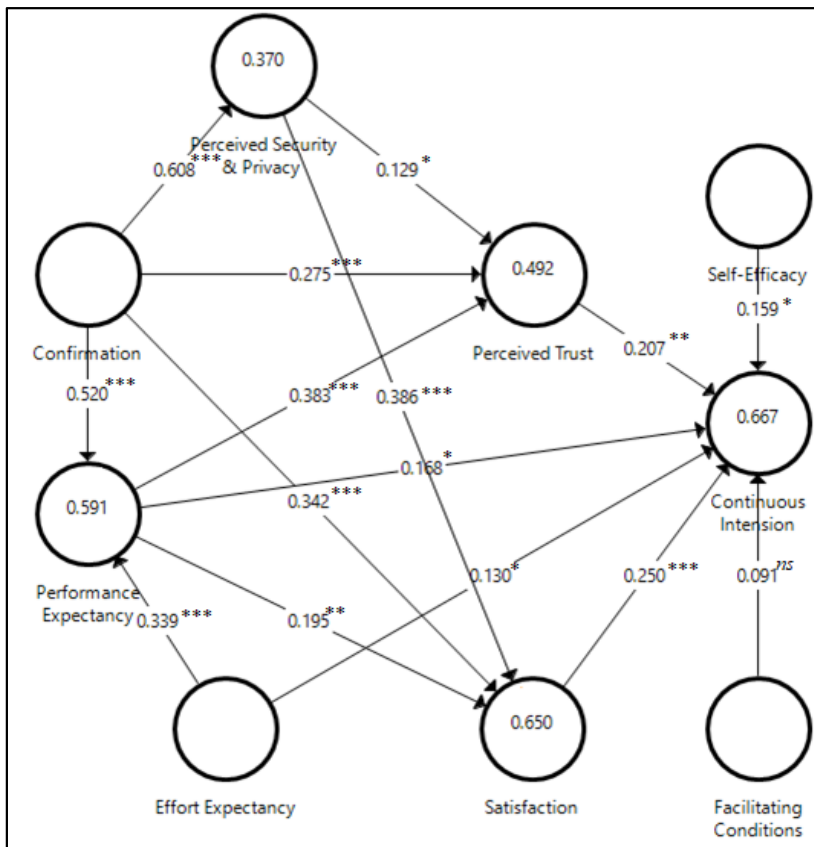 0.370
Perceived Security
& Privacy
0.608***
0.129 *
0.275***
0.492
Self-Efficacy
Confirmation
Perceived Trust
0.159 *
0.207 **
0.520***
0.383***
0.386 ***
0.667
0.168*
0.591
0.342***
Continuous
Intension
Performance
Expectancy
0.130*
0.250 ***
0.091ns
0.339 ***
0.195**
0.650
Effort Expectancy
Satisfaction
Facilitating
Conditions